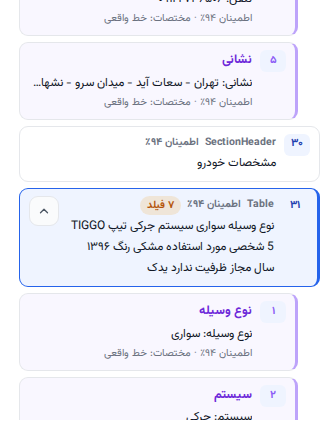 اطمینان ۹۴٪ · مختصات: خط واقعی
۵
نشانی
نشانی: تهران - سعات آید - میدان سرو - نشها...
اطمینان ۹۴٪ · مختصات: خط واقعی
۳۰
SectionHeader اطمینان ۹۴٪
مشخصات خودرو
۳۱
Table اطمینان ۹۴٪ ۷ فیلد
نوع وسیله سواری سیستم جرکی تیپ TIGGO
5 شخصی مورد استفاده مشکی رنگ ۱۳۹۶
سال مجاز ظرفیت ندارد یدک
۱
نوع وسیله
نوع وسیله: سواری
اطمینان ۹۴٪ · مختصات: خط واقعی
۲
سیستم
سیستم: جرکی